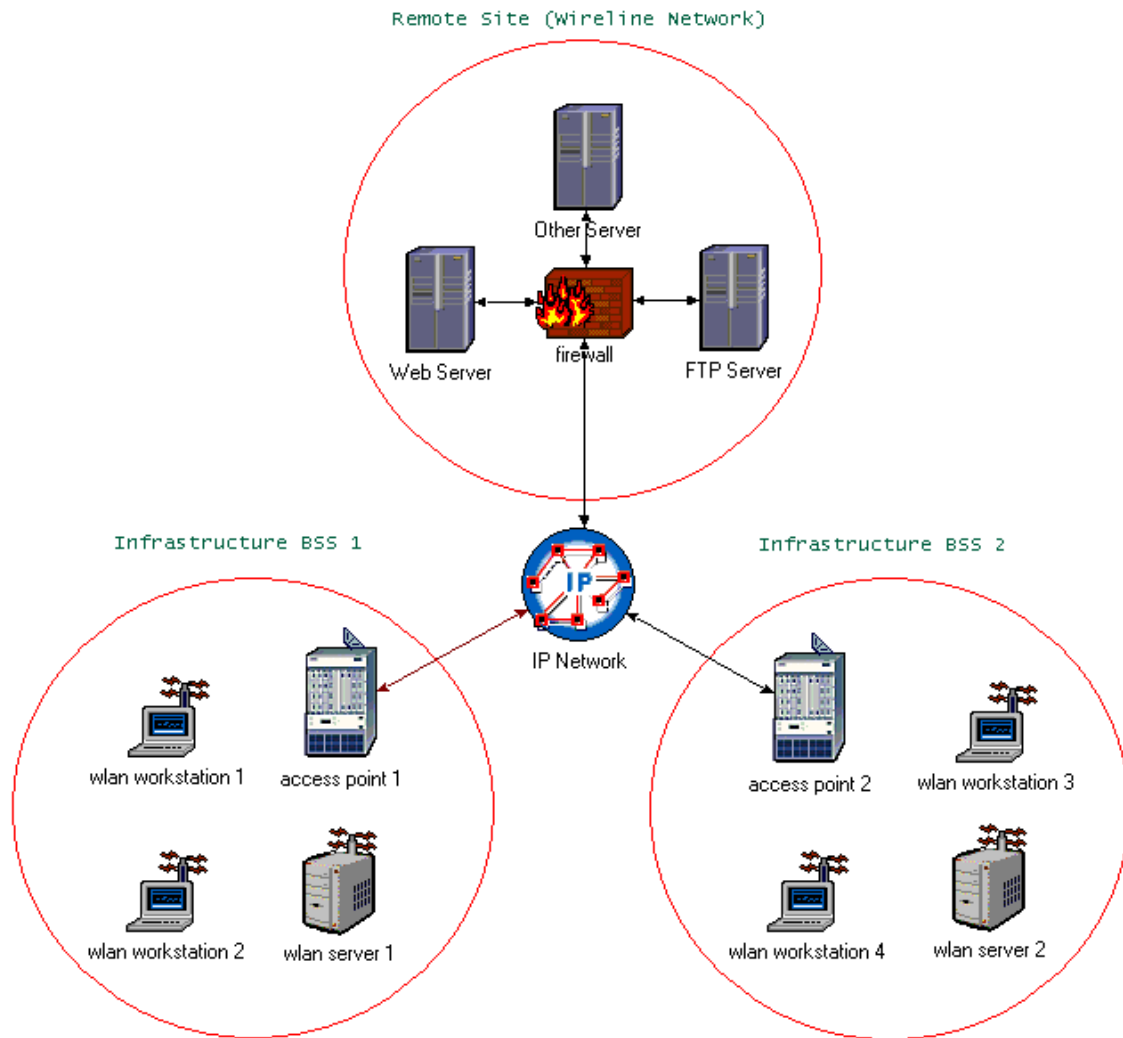 Remote Site (Wireline Network)
Other Server
Web Server
firewall
FTP Server
Infrastructure BSS 1
Infrastructure BSS 2
IP
IP Network
wlan workstation 1
access point 1
access point 2
wlan workstation 3
wlan workstation 2
wlan server 1
wlan workstation 4
wlan server 2